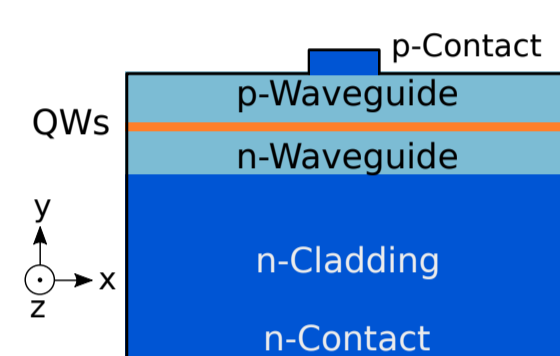 p-Contact
p-Waveguide
QWs
n-Waveguide
y
n-Cladding
x
z
n-Contact